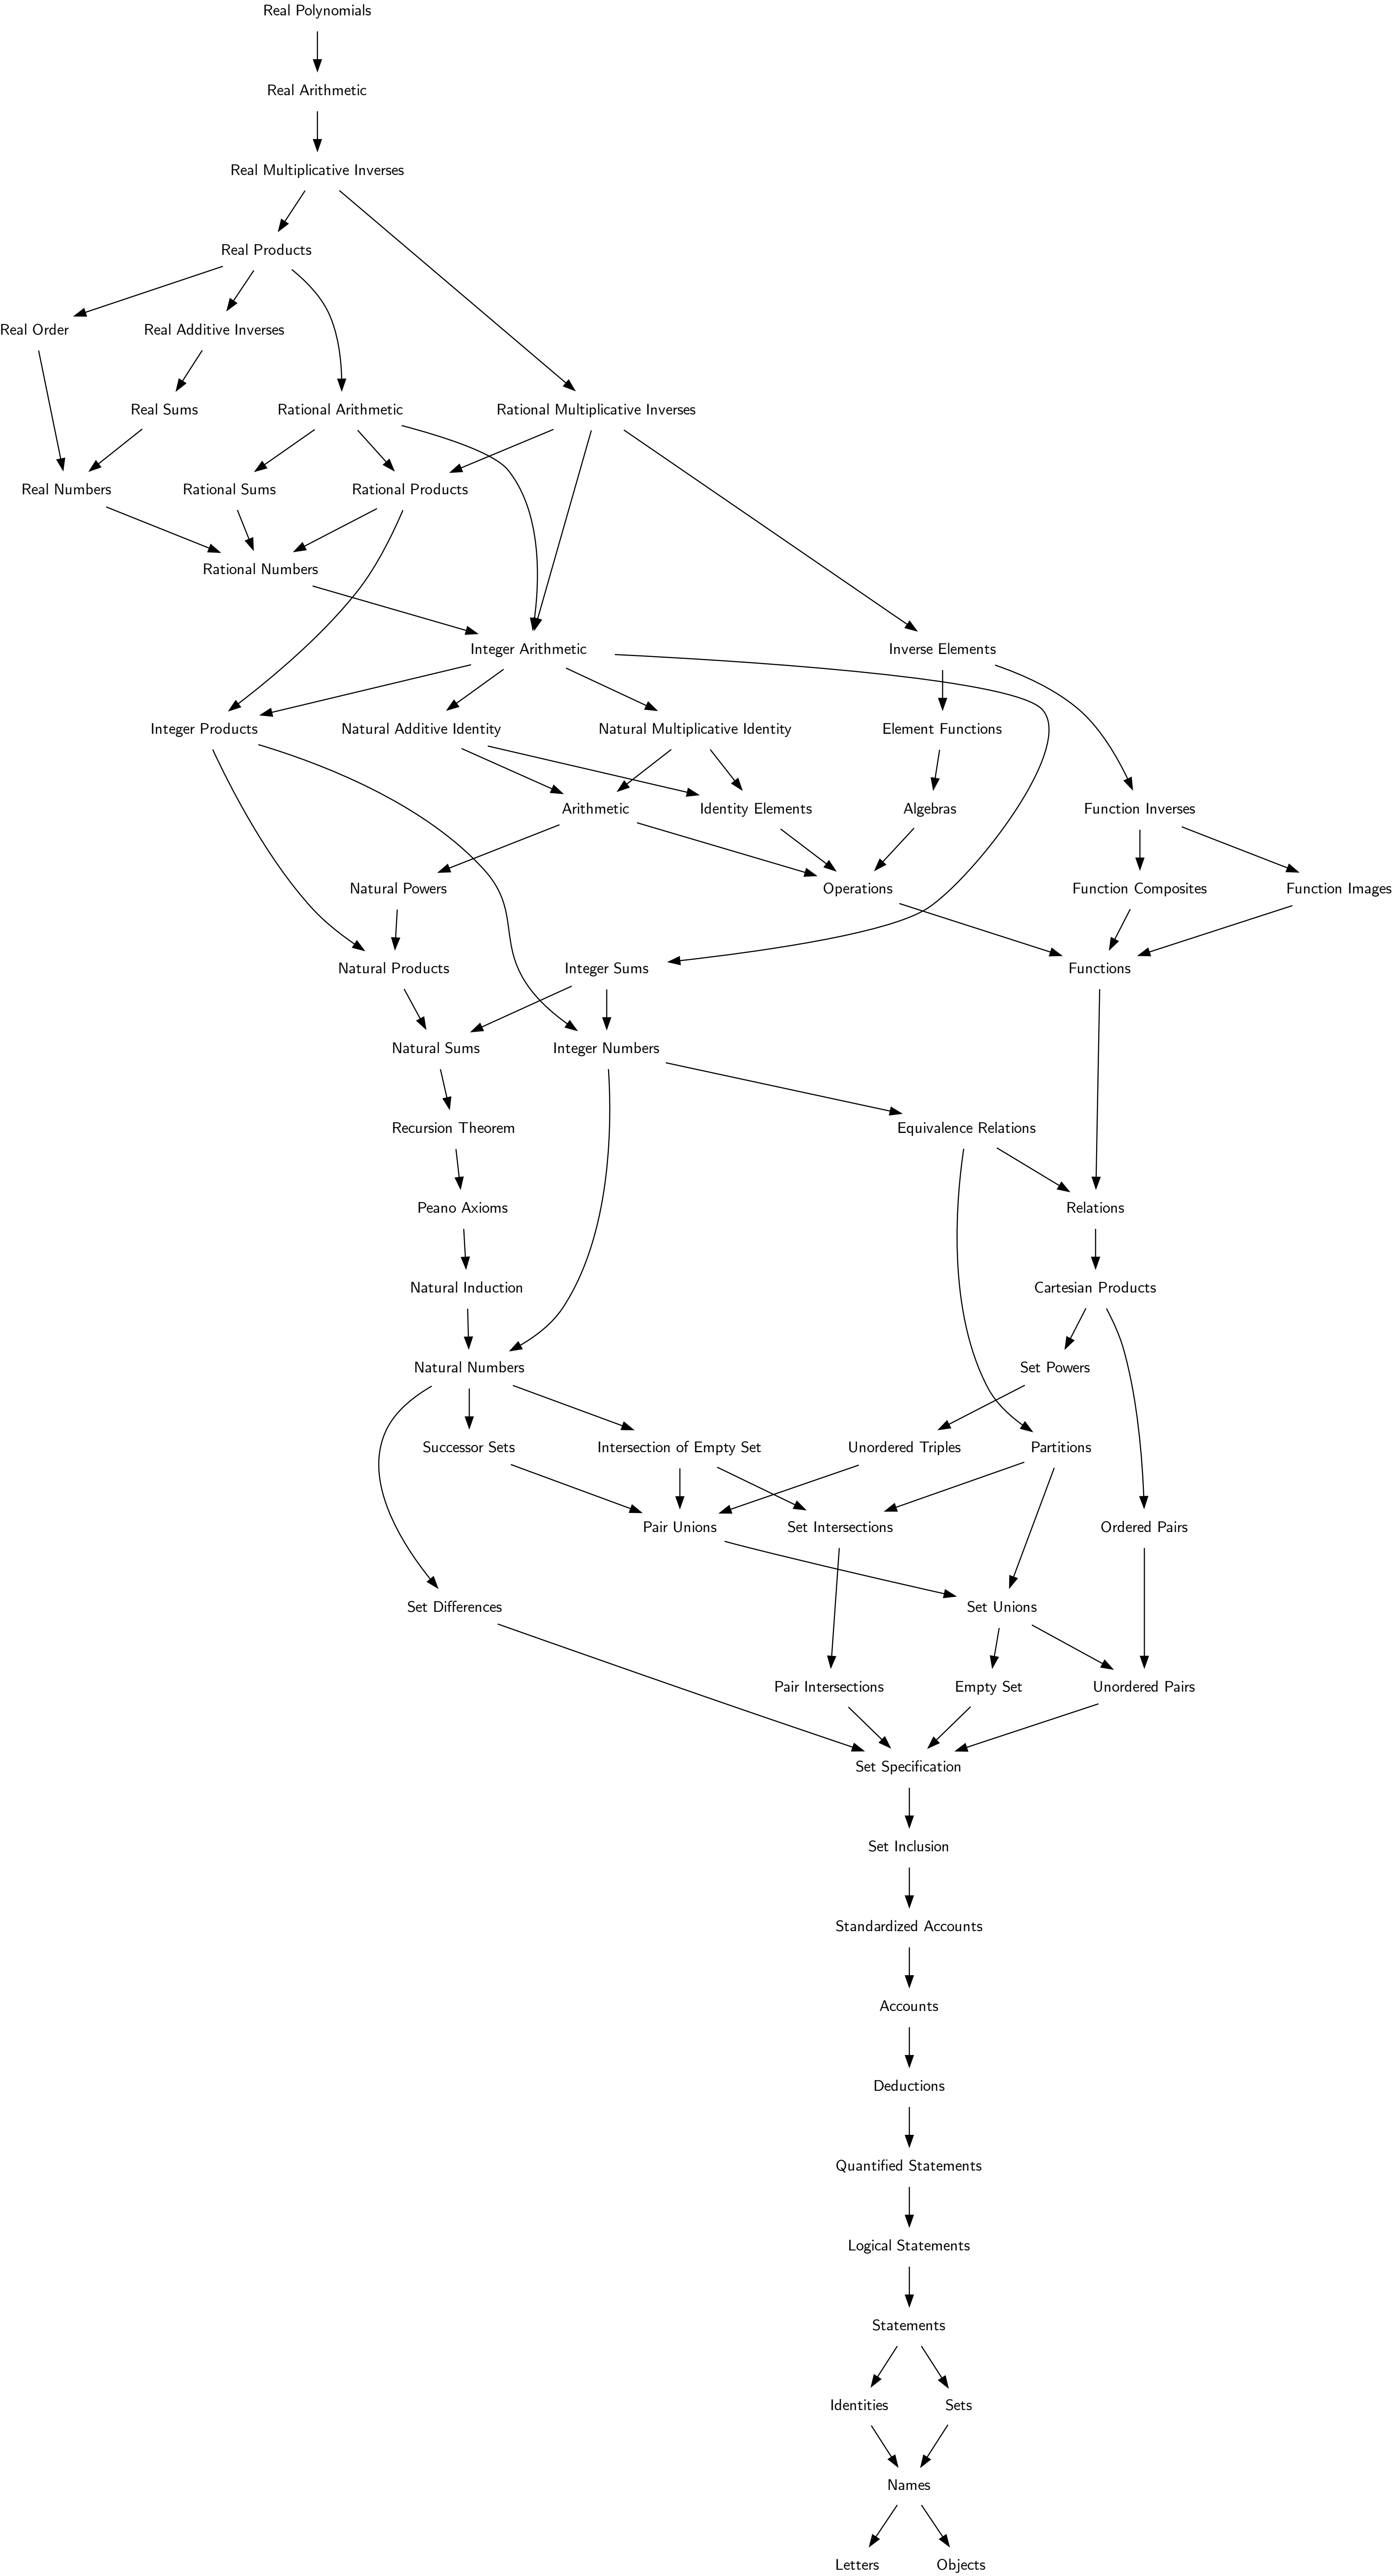 Real Polynomials
Real Arithmetic
Real Multiplicative Inverses
Real Products
Real Order
Real Additive Inverses
Real Sums
Rational Arithmetic
Rational Multiplicative Inverses
Real Numbers
Rational Sums
Rational Products
Rational Numbers
Integer Arithmetic
Inverse Elements
Integer Products
Natural Additive Identity
Natural Multiplicative Identity
Element Functions
Arithmetic
Identity Elements
Algebras
Function Inverses
Natural Powers
Operations
Function Composites
Function Images
Natural Products
Integer Sums
Functions
Natural Sums
Integer Numbers
Recursion Theorem
Equivalence Relations
Peano Axioms
Relations
Natural Induction
Cartesian Products
Natural Numbers
Set Powers
Successor Sets
Intersection of Empty Set
Unordered Triples
Partitions
Pair Unions
Set Intersections
Ordered Pairs
Set Differences
Set Unions
Pair Intersections
Empty Set
Unordered Pairs
Set Specification
Set Inclusion
Standardized Accounts
Accounts
Deductions
Quantified Statements
Logical Statements
Statements
Identities
Sets
Names
Letters
Objects